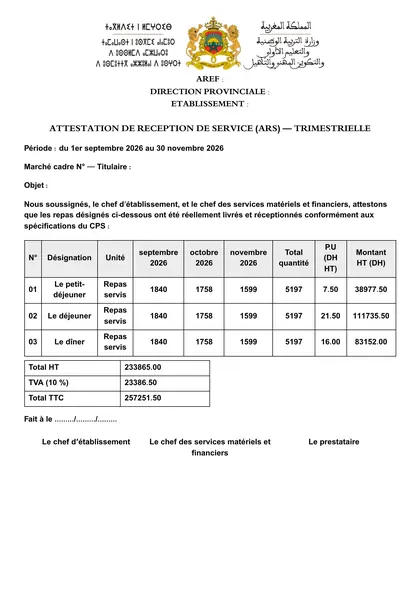 ⵜⴰⴳⵍⴷⵉⵜ ⵏ ⵍⵎⵖⵔⵉⴱ
المملكة المغربية
وزارة التربية الوطنية
والتعليم الأولي
والرياضة
AREF :
DIRECTION PROVINCIALE :
ETABLISSEMENT :
ATTESTATION DE RECEPTION DE SERVICE (ARS) — TRIMESTRIELLE
Période : du 1er septembre 2026 au 30 novembre 2026
Marché cadre N° — Titulaire :
Objet :
Nous soussignés, le chef d'établissement, et le chef des services matériels et financiers, attestons
que les repas désignés ci-dessous ont été réellement livrés et réceptionnés conformément aux
spécifications du CPS :
N° Désignation Unité septembre 2026 octobre 2026 novembre 2026 Total quantité P.U (DH HT) Montant HT (DH)
01 Le petit-déjeuner Repas servis 1840 1758 1599 5197 7.50 38977.50
02 Le déjeuner Repas servis 1840 1758 1599 5197 21.50 111735.50
03 Le dîner Repas servis 1840 1758 1599 5197 16.00 83152.00
Total HT 233865.00
TVA (10 %) 23386.50
Total TTC 257251.50
Fait à le ........./........./.........
Le chef d'établissement Le chef des services matériels et financiers Le prestataire